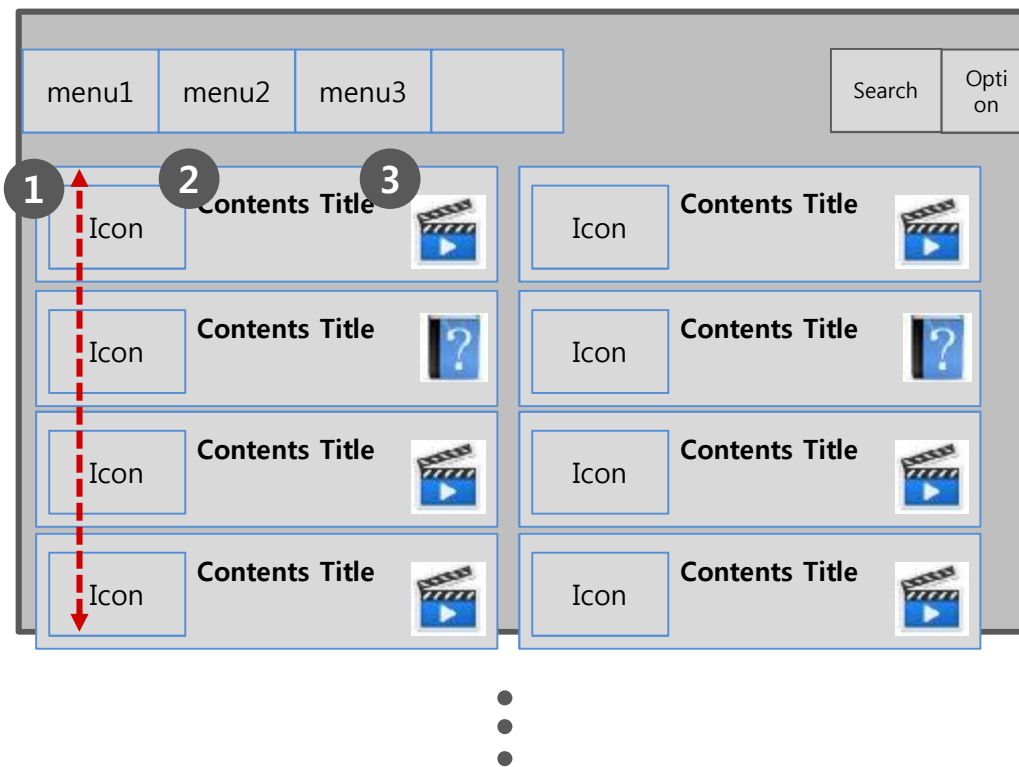 menu1 menu2 menu3
Search
Opti
on
1 2 3
Icon Contents Title
Icon Contents Title
Icon Contents Title ?
Icon Contents Title ?
Icon Contents Title
Icon Contents Title
Icon Contents Title
Icon Contents Title